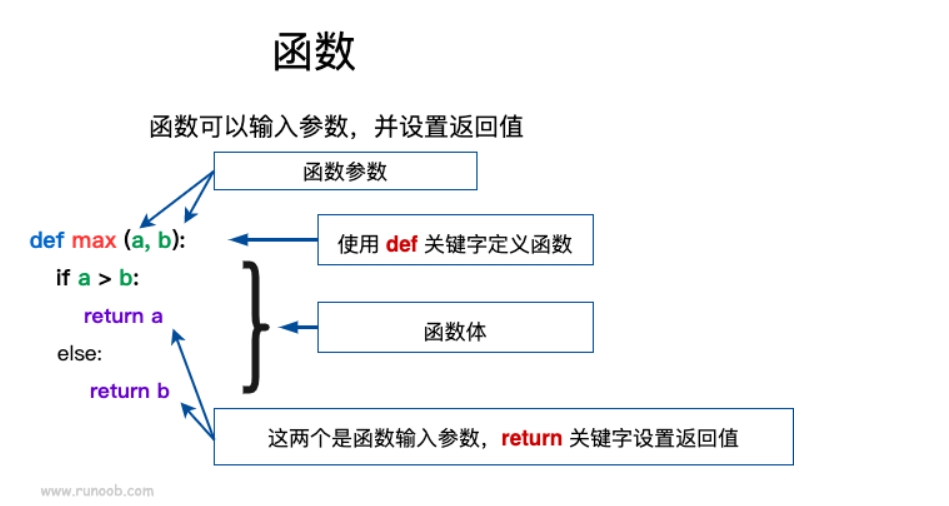 函数
函数可以输入参数，并设置返回值
函数参数
def max (a, b):
使用 def 关键字定义函数
if a > b:
return a
函数体
else:
return b
这两个是函数输入参数，return 关键字设置返回值
www.runoob.com